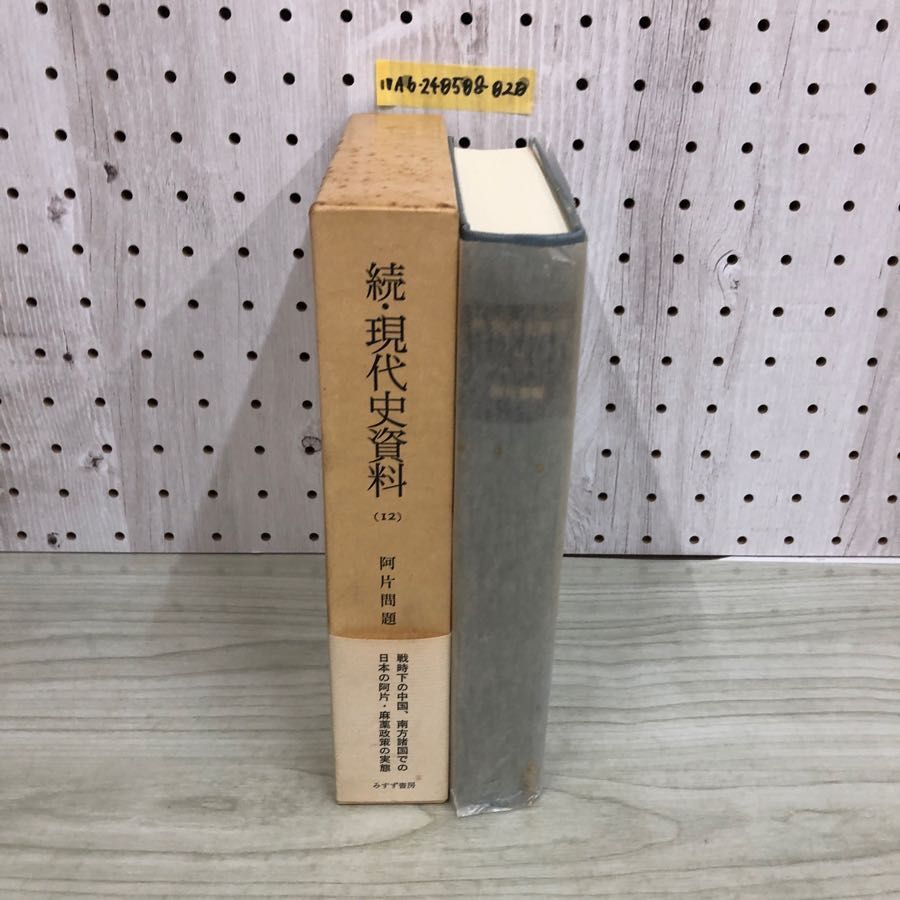 11A6-240508-020
続・現代史資料
(12)
阿片問題
戦時下の中国、南方諸国での
日本の阿片・麻薬政策の実態
みすず書房